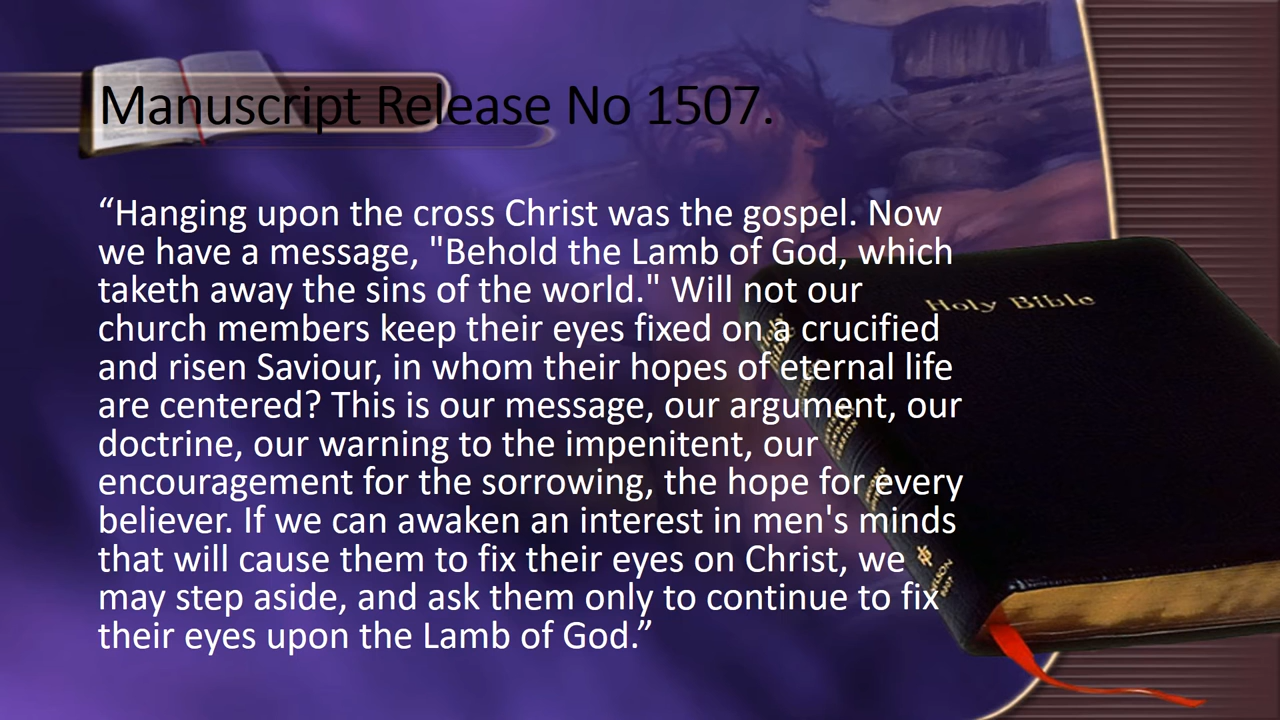 Manuscript Release No 1507.
“Hanging upon the cross Christ was the gospel. Now
we have a message, "Behold the Lamb of God, which
taketh away the sins of the world." Will not our
church members keep their eyes fixed on a crucified
and risen Saviour, in whom their hopes of eternal life
are centered? This is our message, our argument, our
doctrine, our warning to the impenitent, our
encouragement for the sorrowing, the hope for every
believer. If we can awaken an interest in men's minds
that will cause them to fix their eyes on Christ, we
may step aside, and ask them only to continue to fix
their eyes upon the Lamb of God.”
Holy Bible
Holy
Bible